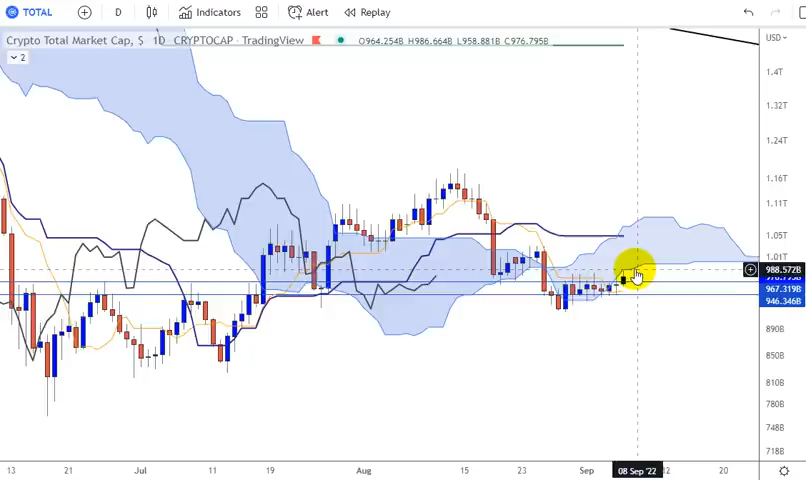 TOTAL D Indicators Alert Replay
Crypto Total Market Cap, $ 1D CRYPTOCAP TradingView O964.254B H986.664B L958.881B C976.795B
USD
2
1.4T
1.32T
1.24T
1.16T
1.11T
1.05T
1.01T
988.572B
967.319B
946.346B
890B
850B
810B
780B
748B
718B
13 21 Jul 19 Aug 15 23 Sep 08 Sep '22 12 20